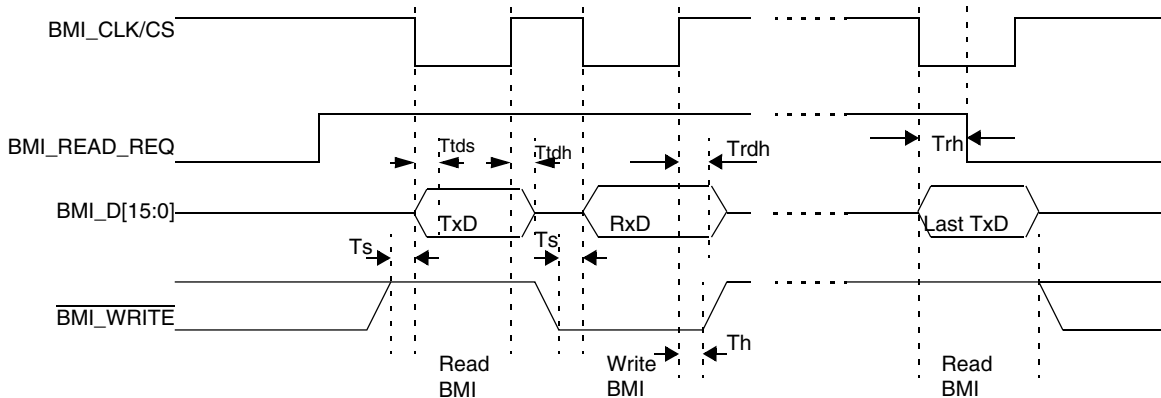 BMI_CLK/CS
BMI_READ_REQ
Ttds
Ttdh
Trdh
Trh
BMI_D[15:0]
TxD
RxD
Last TxD
Ts
Ts
BMI_WRITE
Th
Read
BMI
Write
BMI
Read
BMI